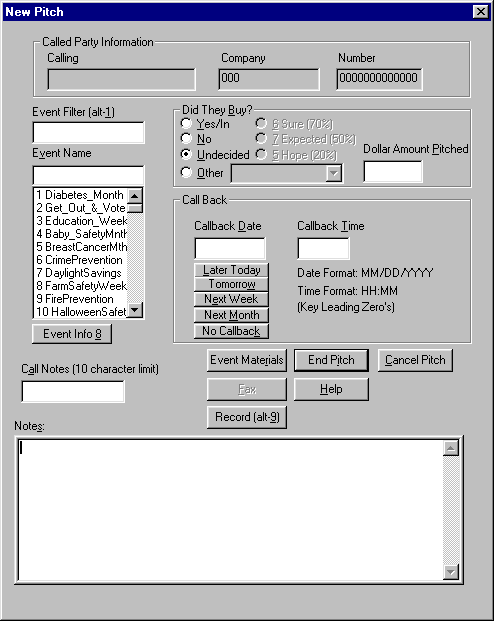 New Pitch
Called Party Information
Calling Company Number
000 0000000000000
Event Filter (alt-1)
Event Name
1 Diabetes_Month
2 Get_Out_&_Vote
3 Education_Week
4 Baby_SafetyMnth
5 BreastCancerMth
6 CrimePrevention
7 DaylightSavings
8 FarmSafetyWeek
9 FirePrevention
10 HalloweenSafet
Event Info 8
Did They Buy?
Yes/In 6 Sure (70%)
No 7 Expected (50%)
Undecided 5 Hope (20%)
Other
Dollar Amount Pitched
Call Back
Callback Date Callback Time
Later Today
Tomorrow
Next Week
Next Month
No Callback
Date Format: MM/DD/YYYY
Time Format: HH:MM
(Key Leading Zero's)
Call Notes (10 character limit)
Event Materials End Pitch Cancel Pitch
Fax Help
Record (alt-9)
Notes: